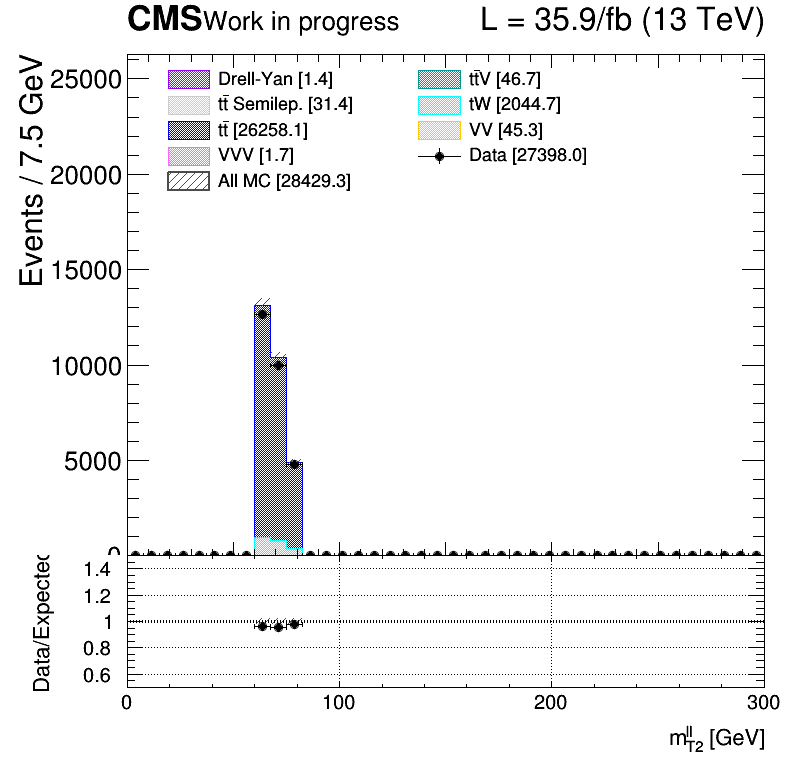 CMS Work in progress L = 35.9/fb (13 TeV)
Events / 7.5 GeV
25000
20000
15000
10000
5000
0
Drell-Yan [1.4]
tt̄ Semilep. [31.4]
tt̄ [26258.1]
VVV [1.7]
All MC [28429.3]
tt̄V [46.7]
tW [2044.7]
VV [45.3]
Data [27398.0]
Data/Expected
1.4
1.2
1
0.8
0.6
0 100 200 300
m_{T2}^{ll} [GeV]